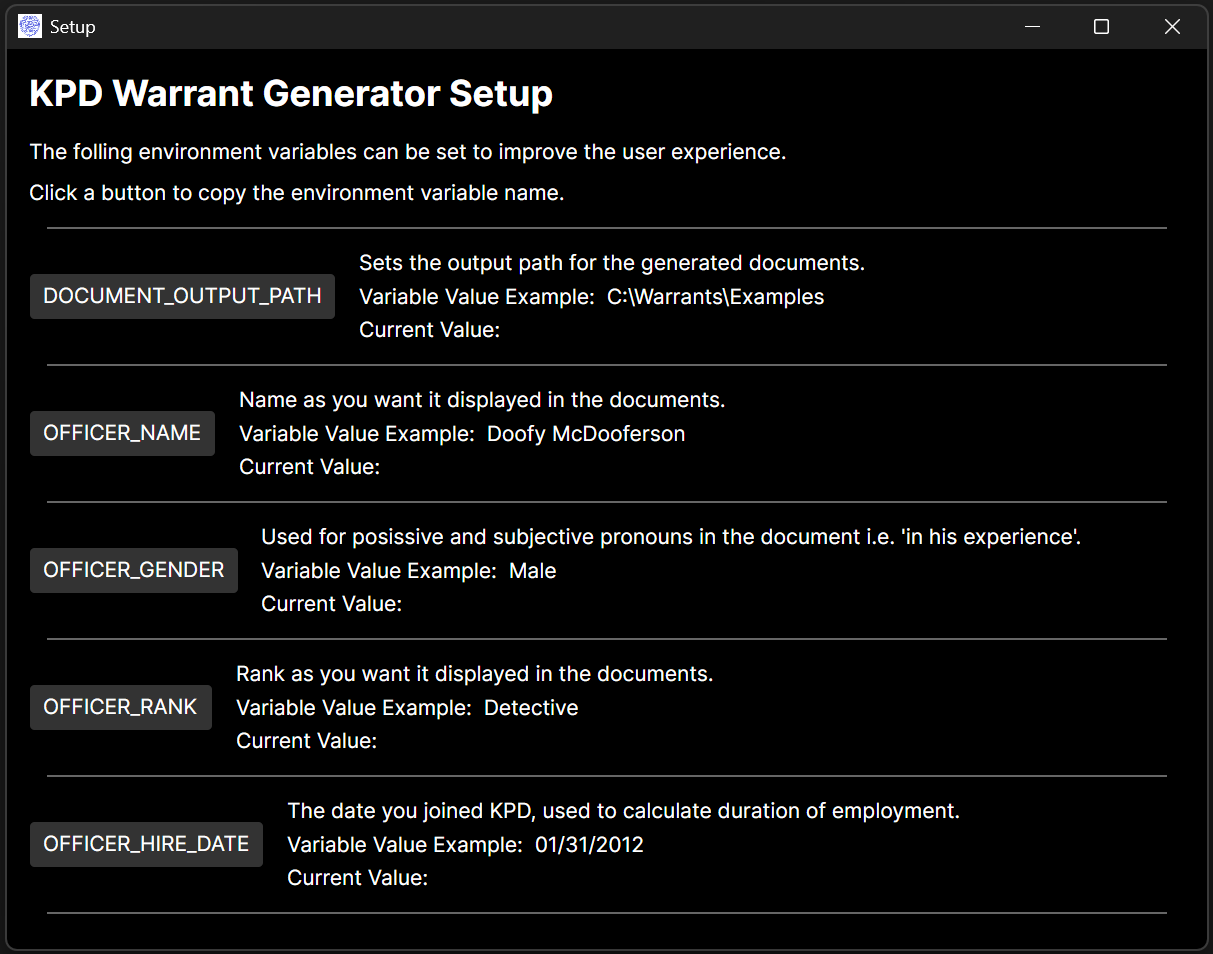 Setup
KPD Warrant Generator Setup
The folling environment variables can be set to improve the user experience.
Click a button to copy the environment variable name.
DOCUMENT_OUTPUT_PATH
Sets the output path for the generated documents.
Variable Value Example:  C:\Warrants\Examples
Current Value:
OFFICER_NAME
Name as you want it displayed in the documents.
Variable Value Example:  Doofy McDooferson
Current Value:
OFFICER_GENDER
Used for posissive and subjective pronouns in the document i.e. 'in his experience'.
Variable Value Example:  Male
Current Value:
OFFICER_RANK
Rank as you want it displayed in the documents.
Variable Value Example:  Detective
Current Value:
OFFICER_HIRE_DATE
The date you joined KPD, used to calculate duration of employment.
Variable Value Example:  01/31/2012
Current Value: